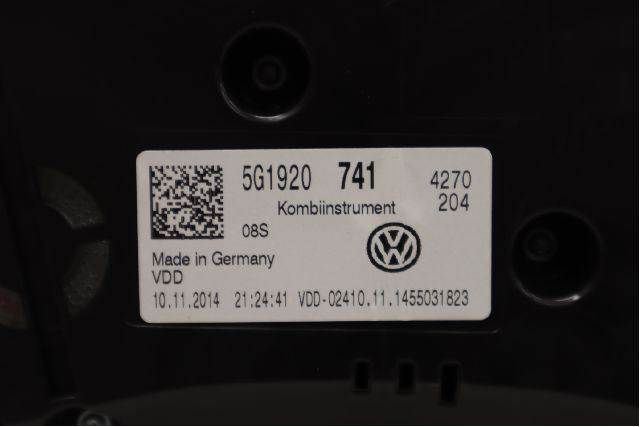 5G1920 741 4270
Kombiinstrument 204
08S
Made in Germany
VDD
10.11.2014 21:24:41 VDD-02410.11.1455031823